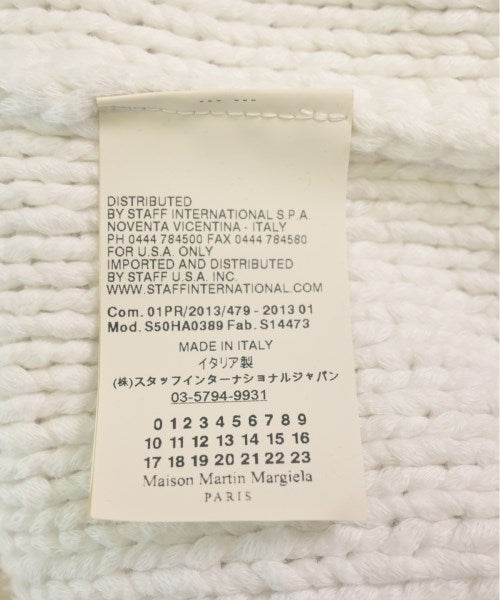 DISTRIBUTED
BY STAFF INTERNATIONAL S.P.A.
NOVENTA VICENTINA - ITALY
PH 0444 784500 FAX 0444 784580
FOR U.S.A. ONLY
IMPORTED AND DISTRIBUTED
BY STAFF U.S.A. INC.
WWW.STAFFINTERNATIONAL.COM
Com. 01PR/2013/479 - 2013 01
Mod. S50HA0389 Fab. S14473
MADE IN ITALY
イタリア製
(株)スタッフインターナショナルジャパン
03-5794-9931
0 1 2 3 4 5 6 7 8 9
10 11 12 13 14 15 16
17 18 19 20 21 22 23
Maison Martin Margiela
PARIS